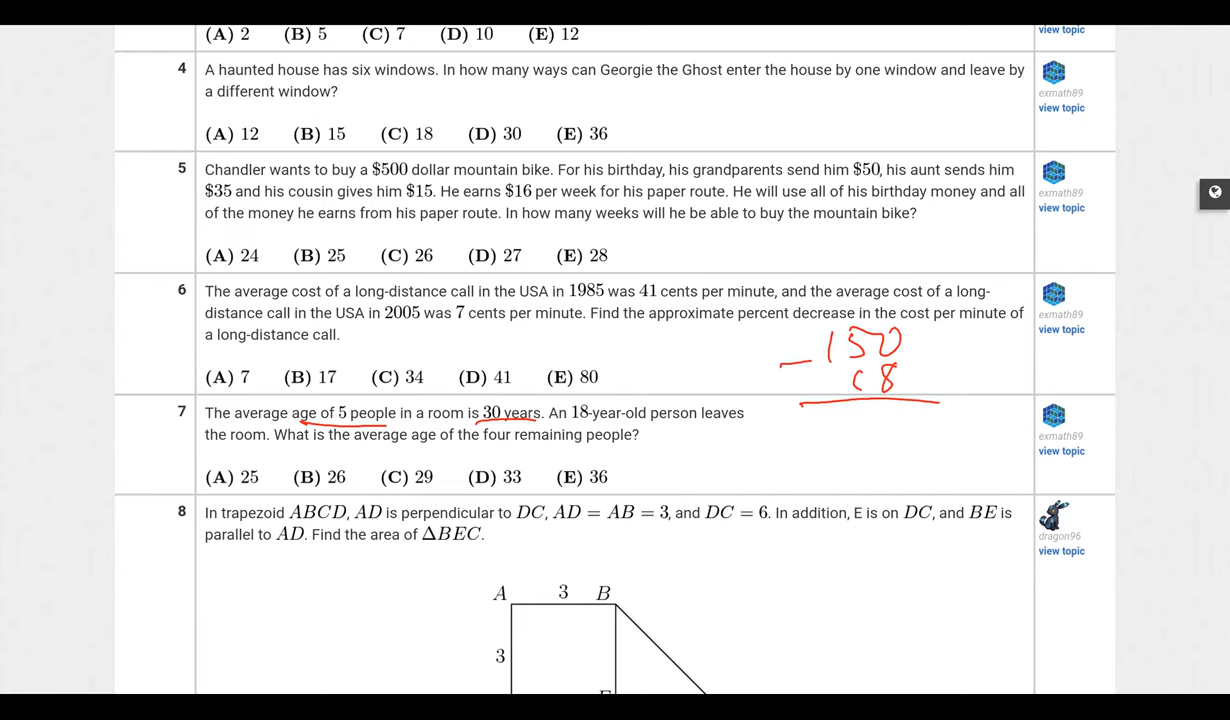 (A) 2 (B) 5 (C) 7 (D) 10 (E) 12
view topic
4 A haunted house has six windows. In how many ways can Georgie the Ghost enter the house by one window and leave by
a different window?
exmath89
view topic
(A) 12 (B) 15 (C) 18 (D) 30 (E) 36
5 Chandler wants to buy a $500 dollar mountain bike. For his birthday, his grandparents send him $50, his aunt sends him
$35 and his cousin gives him $15. He earns $16 per week for his paper route. He will use all of his birthday money and all
of the money he earns from his paper route. In how many weeks will he be able to buy the mountain bike?
exmath89
view topic
(A) 24 (B) 25 (C) 26 (D) 27 (E) 28
6 The average cost of a long-distance call in the USA in 1985 was 41 cents per minute, and the average cost of a long-
distance call in the USA in 2005 was 7 cents per minute. Find the approximate percent decrease in the cost per minute of
a long-distance call.
exmath89
view topic
(A) 7 (B) 17 (C) 34 (D) 41 (E) 80
150
- 18
7 The average age of 5 people in a room is 30 years. An 18-year-old person leaves
the room. What is the average age of the four remaining people?
exmath89
view topic
(A) 25 (B) 26 (C) 29 (D) 33 (E) 36
8 In trapezoid ABCD, AD is perpendicular to DC, AD = AB = 3, and DC = 6. In addition, E is on DC, and BE is
parallel to AD. Find the area of ΔBEC.
dragon96
view topic
A 3 B
3